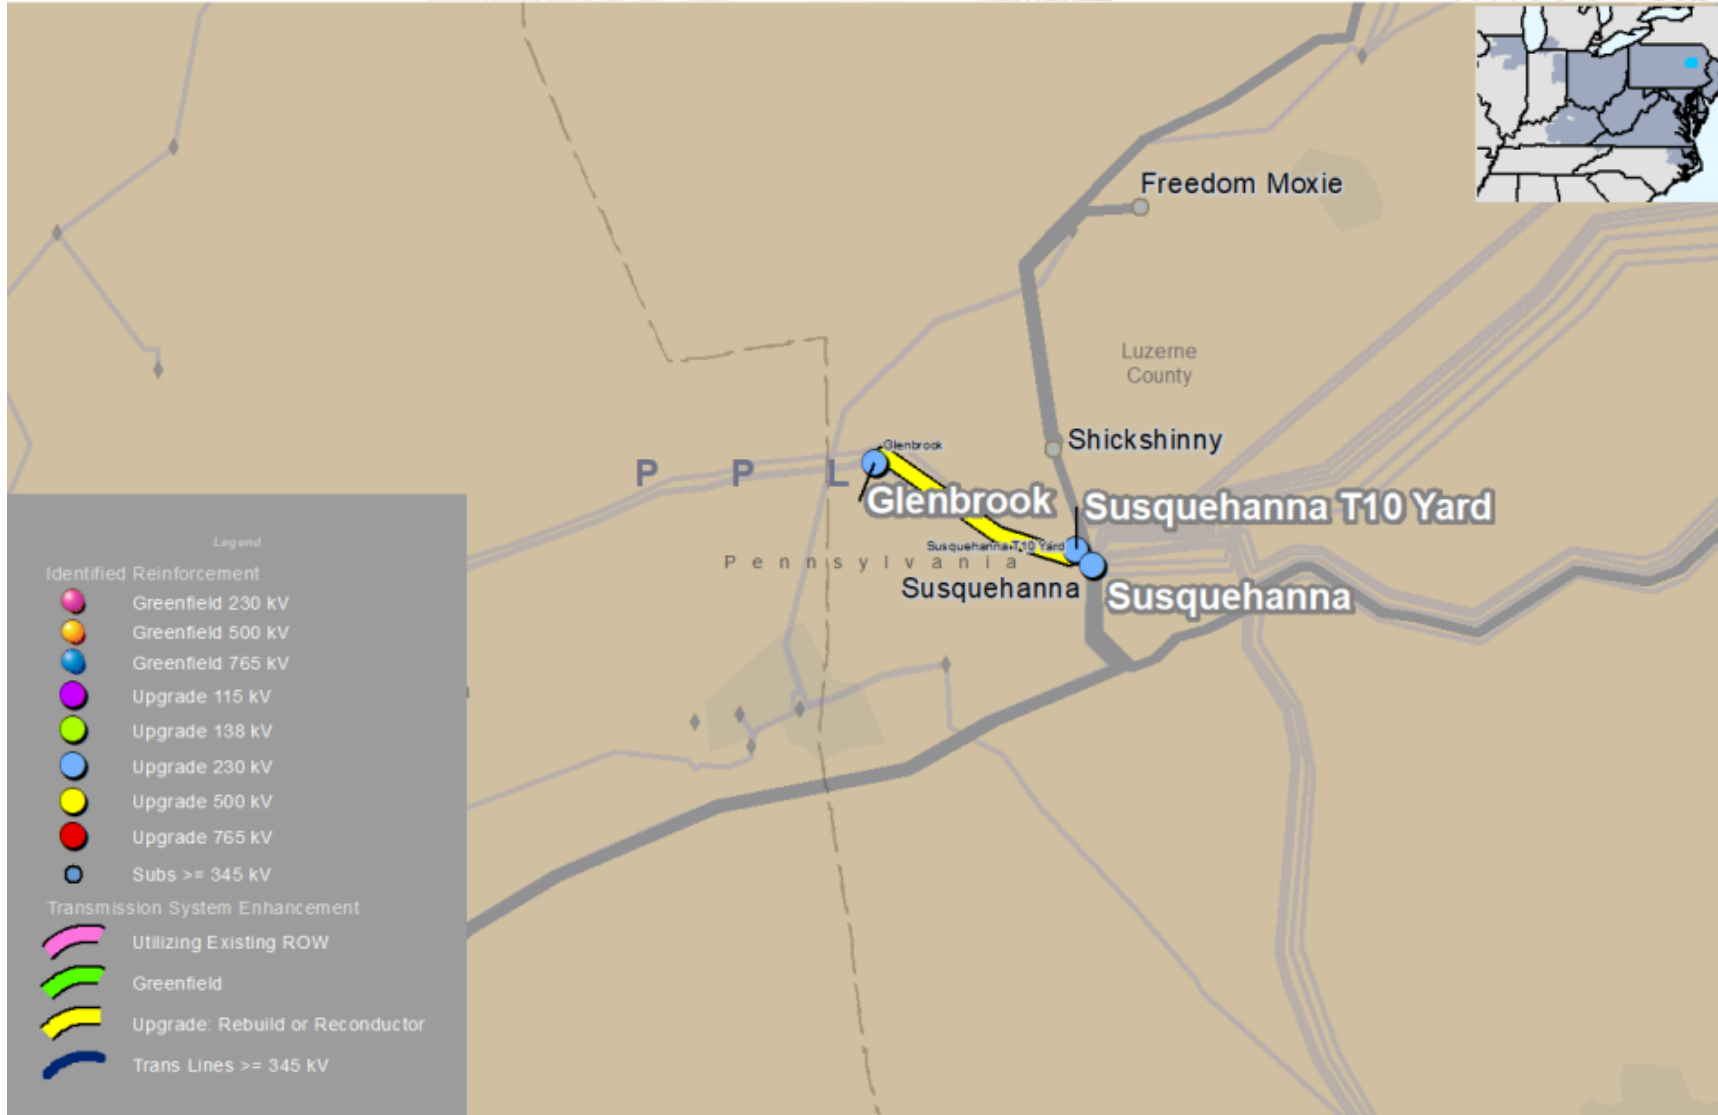 Freedom Moxie
Luzerne
County
Shickshinny
Glenbrook
P P L
Glenbrook
Susquehanna T10 Yard
Susquehanna T10 Yard
Pennsylvania
Susquehanna
Susquehanna
Legend
Identified Reinforcement
Greenfield 230 kV
Greenfield 500 kV
Greenfield 765 kV
Upgrade 115 kV
Upgrade 138 kV
Upgrade 230 kV
Upgrade 500 kV
Upgrade 765 kV
Subs >= 345 kV
Transmission System Enhancement
Utilizing Existing ROW
Greenfield
Upgrade: Rebuild or Reconductor
Trans Lines >= 345 kV